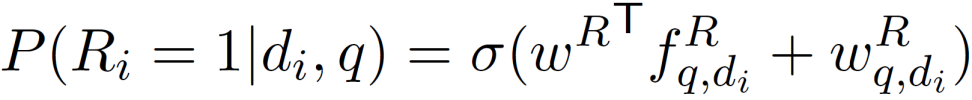 P(R_i = 1|d_i, q) = σ(w^{R⊤} f^R_{q,d_i} + w^R_{q,d_i})